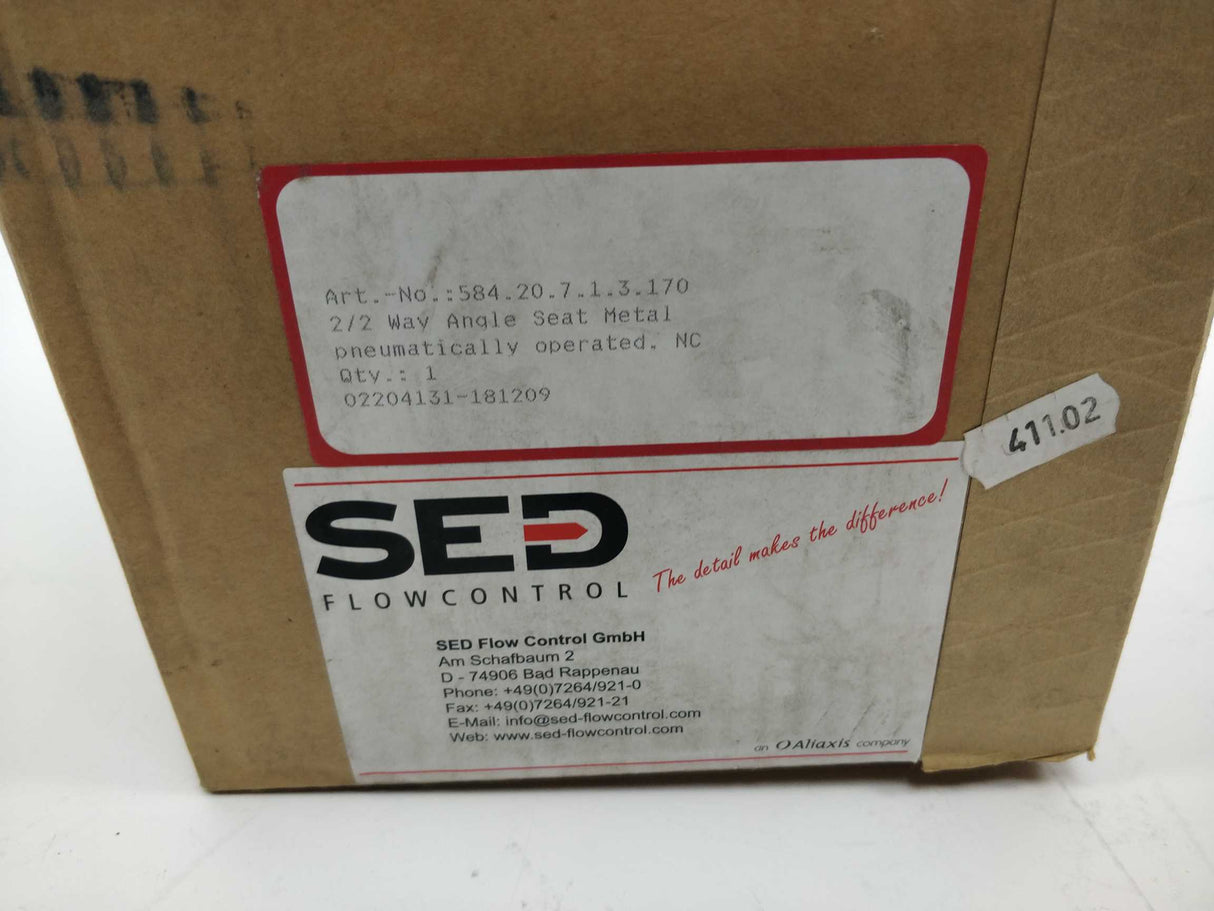 Art.-No.:584.20.7.1.3.170
2/2 Way Angle Seat Metal
pneumatically operated, NC
Qty.: 1
02204131-181209
411.02
SED
FLOWCONTROL
The detail makes the difference!
SED Flow Control GmbH
Am Schafbaum 2
D - 74906 Bad Rappenau
Phone: +49(0)7264/921-0
Fax: +49(0)7264/921-21
E-Mail: info@sed-flowcontrol.com
Web: www.sed-flowcontrol.com
an Aliaxis company